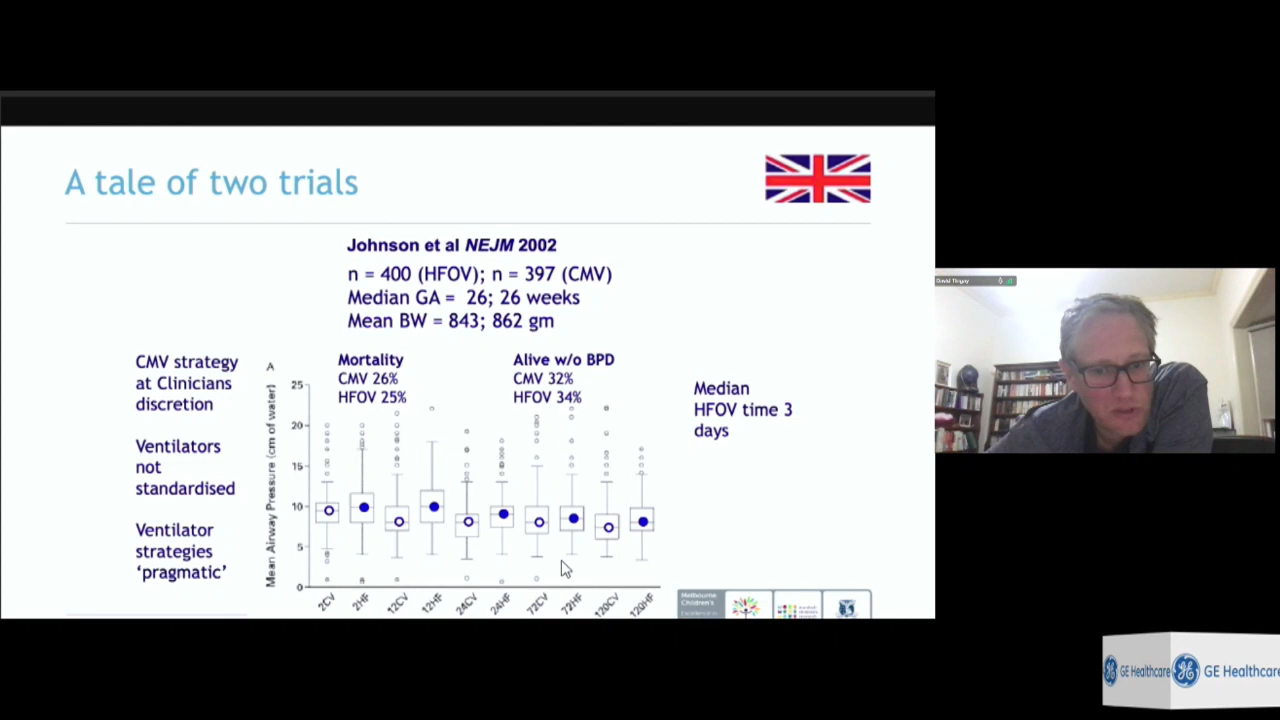 A tale of two trials
Johnson et al NEJM 2002
n = 400 (HFOV); n = 397 (CMV)
Median GA = 26; 26 weeks
Mean BW = 843; 862 gm
CMV strategy
at Clinicians
discretion
Ventilators
not
standardised
Ventilator
strategies
‘pragmatic’
A
Mortality
CMV 26%
HFOV 25%
Alive w/o BPD
CMV 32%
HFOV 34%
Mean Airway Pressure (cm of water)
25
20
15
10
5
0
2CV
2HF
12CV
12HF
24CV
24HF
72CV
72HF
120CV
120HF
Median
HFOV time 3
days
Melbourne
Children's
David Tingay
GE Healthcare
GE Healthcare